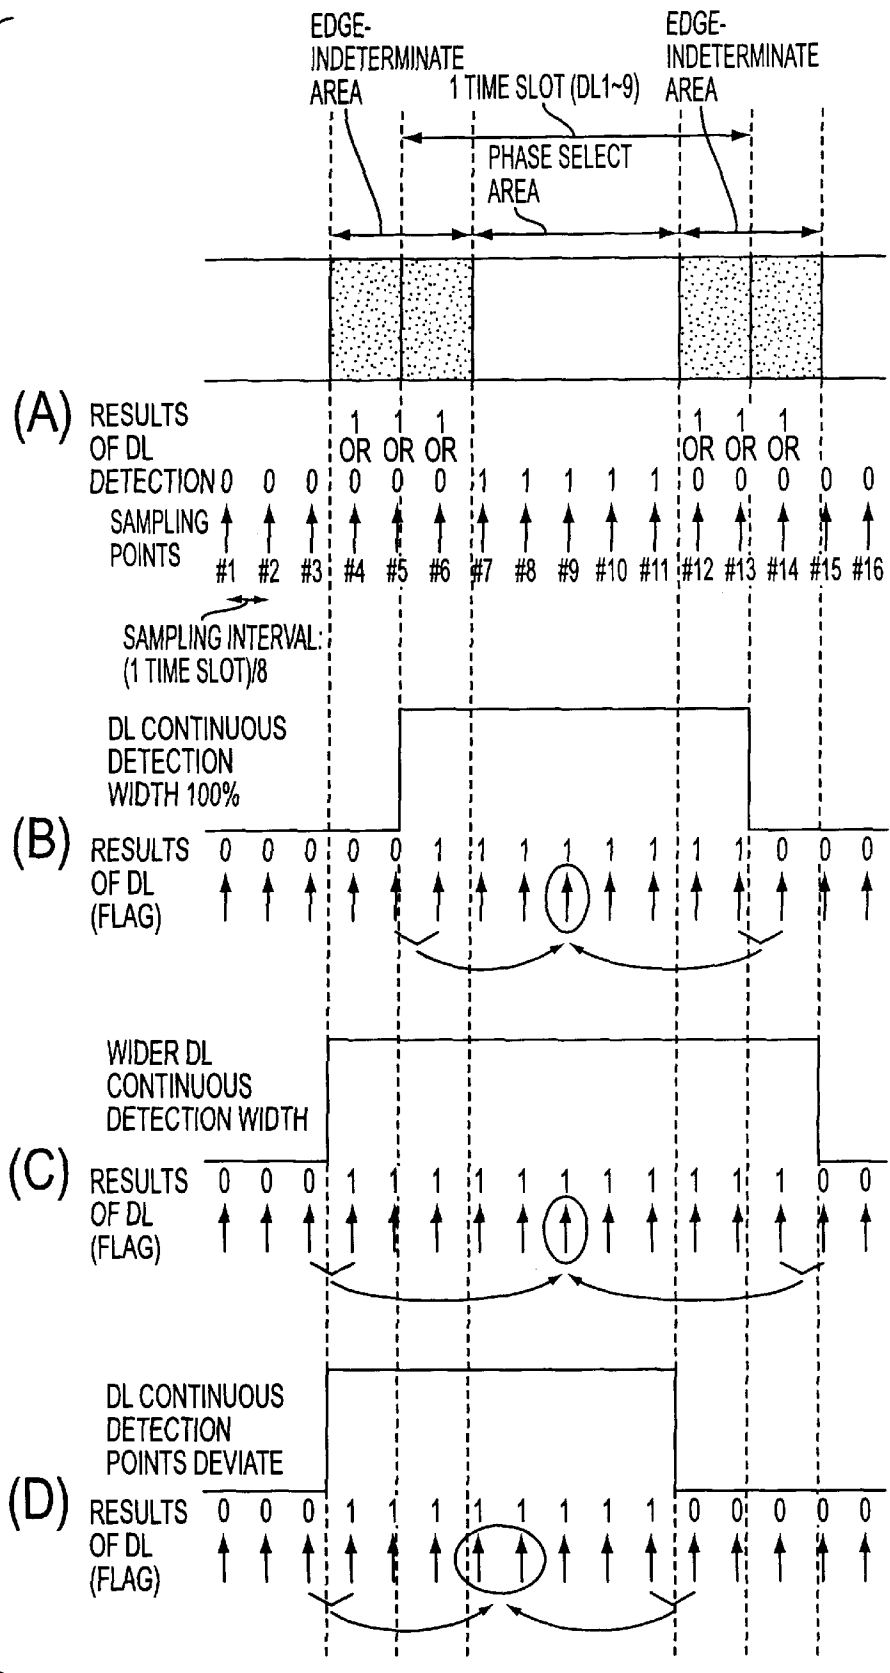 EDGE-
INDETERMINATE
AREA
EDGE-
INDETERMINATE
AREA
1 TIME SLOT (DL1~9)
PHASE SELECT
AREA
(A)
RESULTS 1 1 1 1 1 1
OF DL OR OR OR OR OR OR
DETECTION 0 0 0 0 0 0 1 1 1 1 1 0 0 0 0 0
SAMPLING
POINTS
#1 #2 #3 #4 #5 #6 #7 #8 #9 #10 #11 #12 #13 #14 #15 #16
SAMPLING INTERVAL:
(1 TIME SLOT)/8
DL CONTINUOUS
DETECTION
WIDTH 100%
(B)
RESULTS 0 0 0 0 0 1 1 1 1 1 1 1 1 0 0 0
OF DL
(FLAG)
WIDER DL
CONTINUOUS
DETECTION WIDTH
(C)
RESULTS 0 0 0 1 1 1 1 1 1 1 1 1 1 1 0 0
OF DL
(FLAG)
DL CONTINUOUS
DETECTION
POINTS DEVIATE
(D)
RESULTS 0 0 0 1 1 1 1 1 1 1 1 0 0 0 0 0
OF DL
(FLAG)